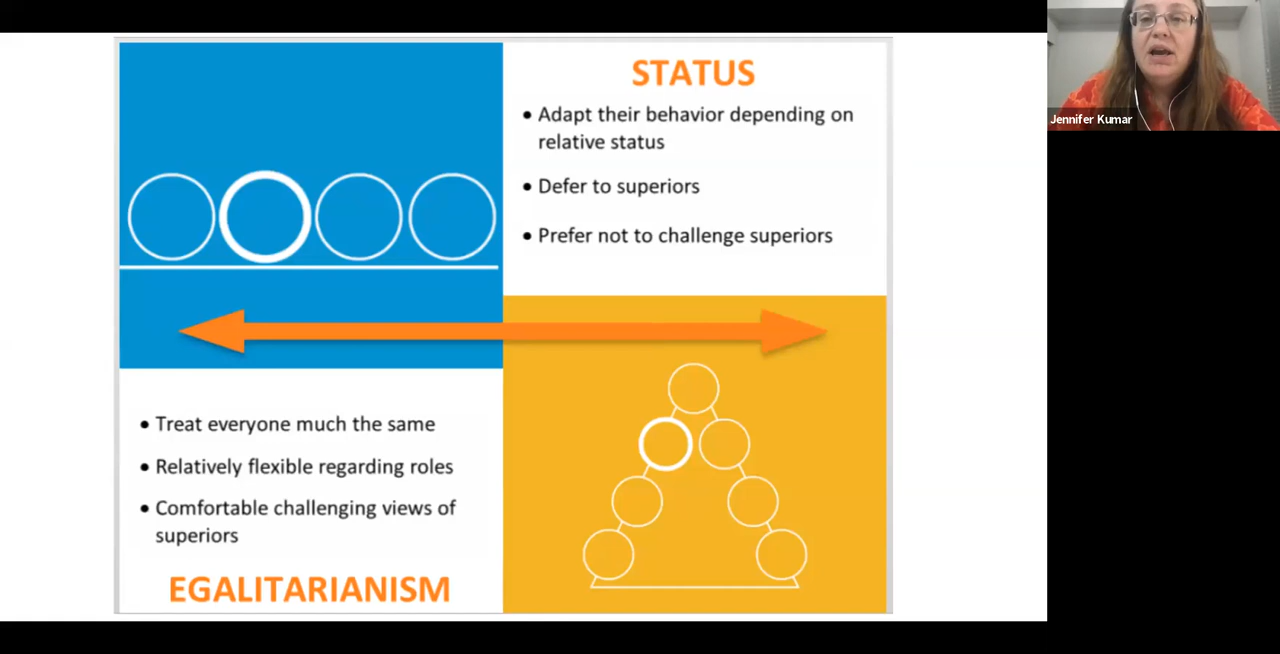 STATUS
• Adapt their behavior depending on
relative status
• Defer to superiors
• Prefer not to challenge superiors
• Treat everyone much the same
• Relatively flexible regarding roles
• Comfortable challenging views of
superiors
EGALITARIANISM
Jennifer Kumar